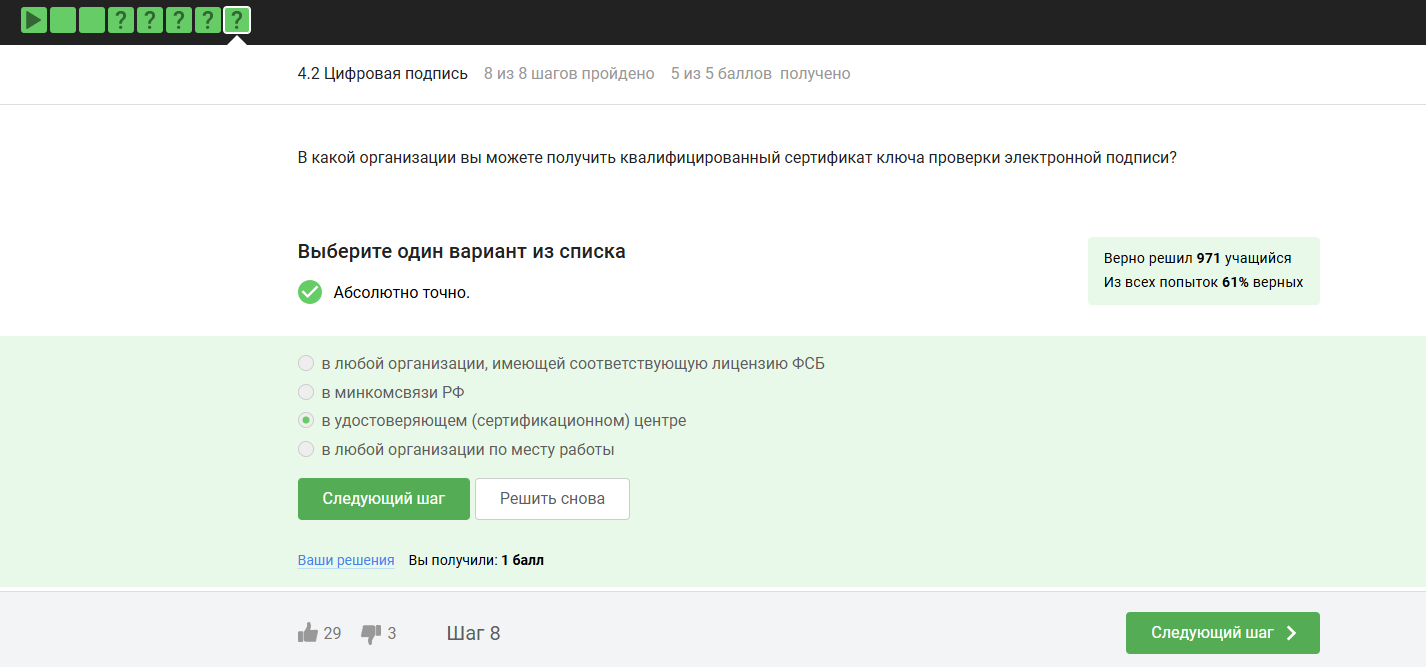 ? ? ? ? ?
4.2 Цифровая подпись 8 из 8 шагов пройдено 5 из 5 баллов получено
В какой организации вы можете получить квалифицированный сертификат ключа проверки электронной подписи?
Выберите один вариант из списка
Абсолютно точно.
Верно решил 971 учащийся
Из всех попыток 61% верных
в любой организации, имеющей соответствующую лицензию ФСБ
в минкомсвязи РФ
в удостоверяющем (сертификационном) центре
в любой организации по месту работы
Следующий шаг Решить снова
Ваши решения Вы получили: 1 балл
29 3 Шаг 8 Следующий шаг